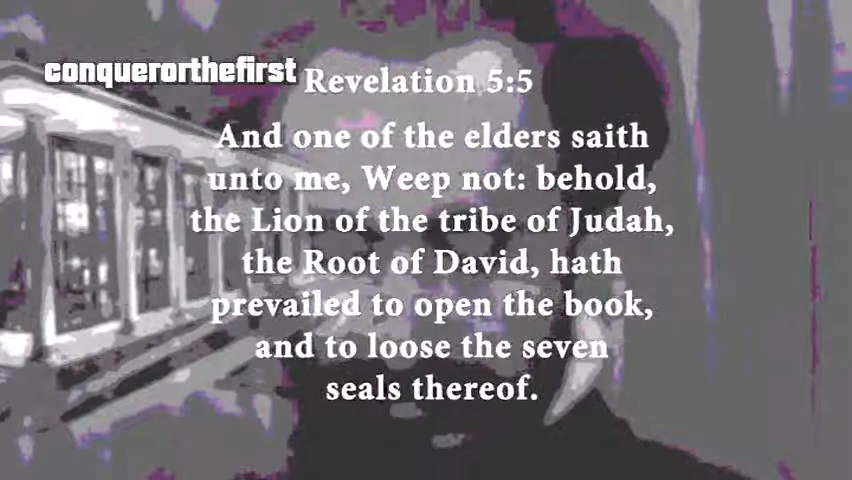 conquerorthefirst
Revelation 5:5
And one of the elders saith
unto me, Weep not: behold,
the Lion of the tribe of Judah,
the Root of David, hath
prevailed to open the book,
and to loose the seven
seals thereof.